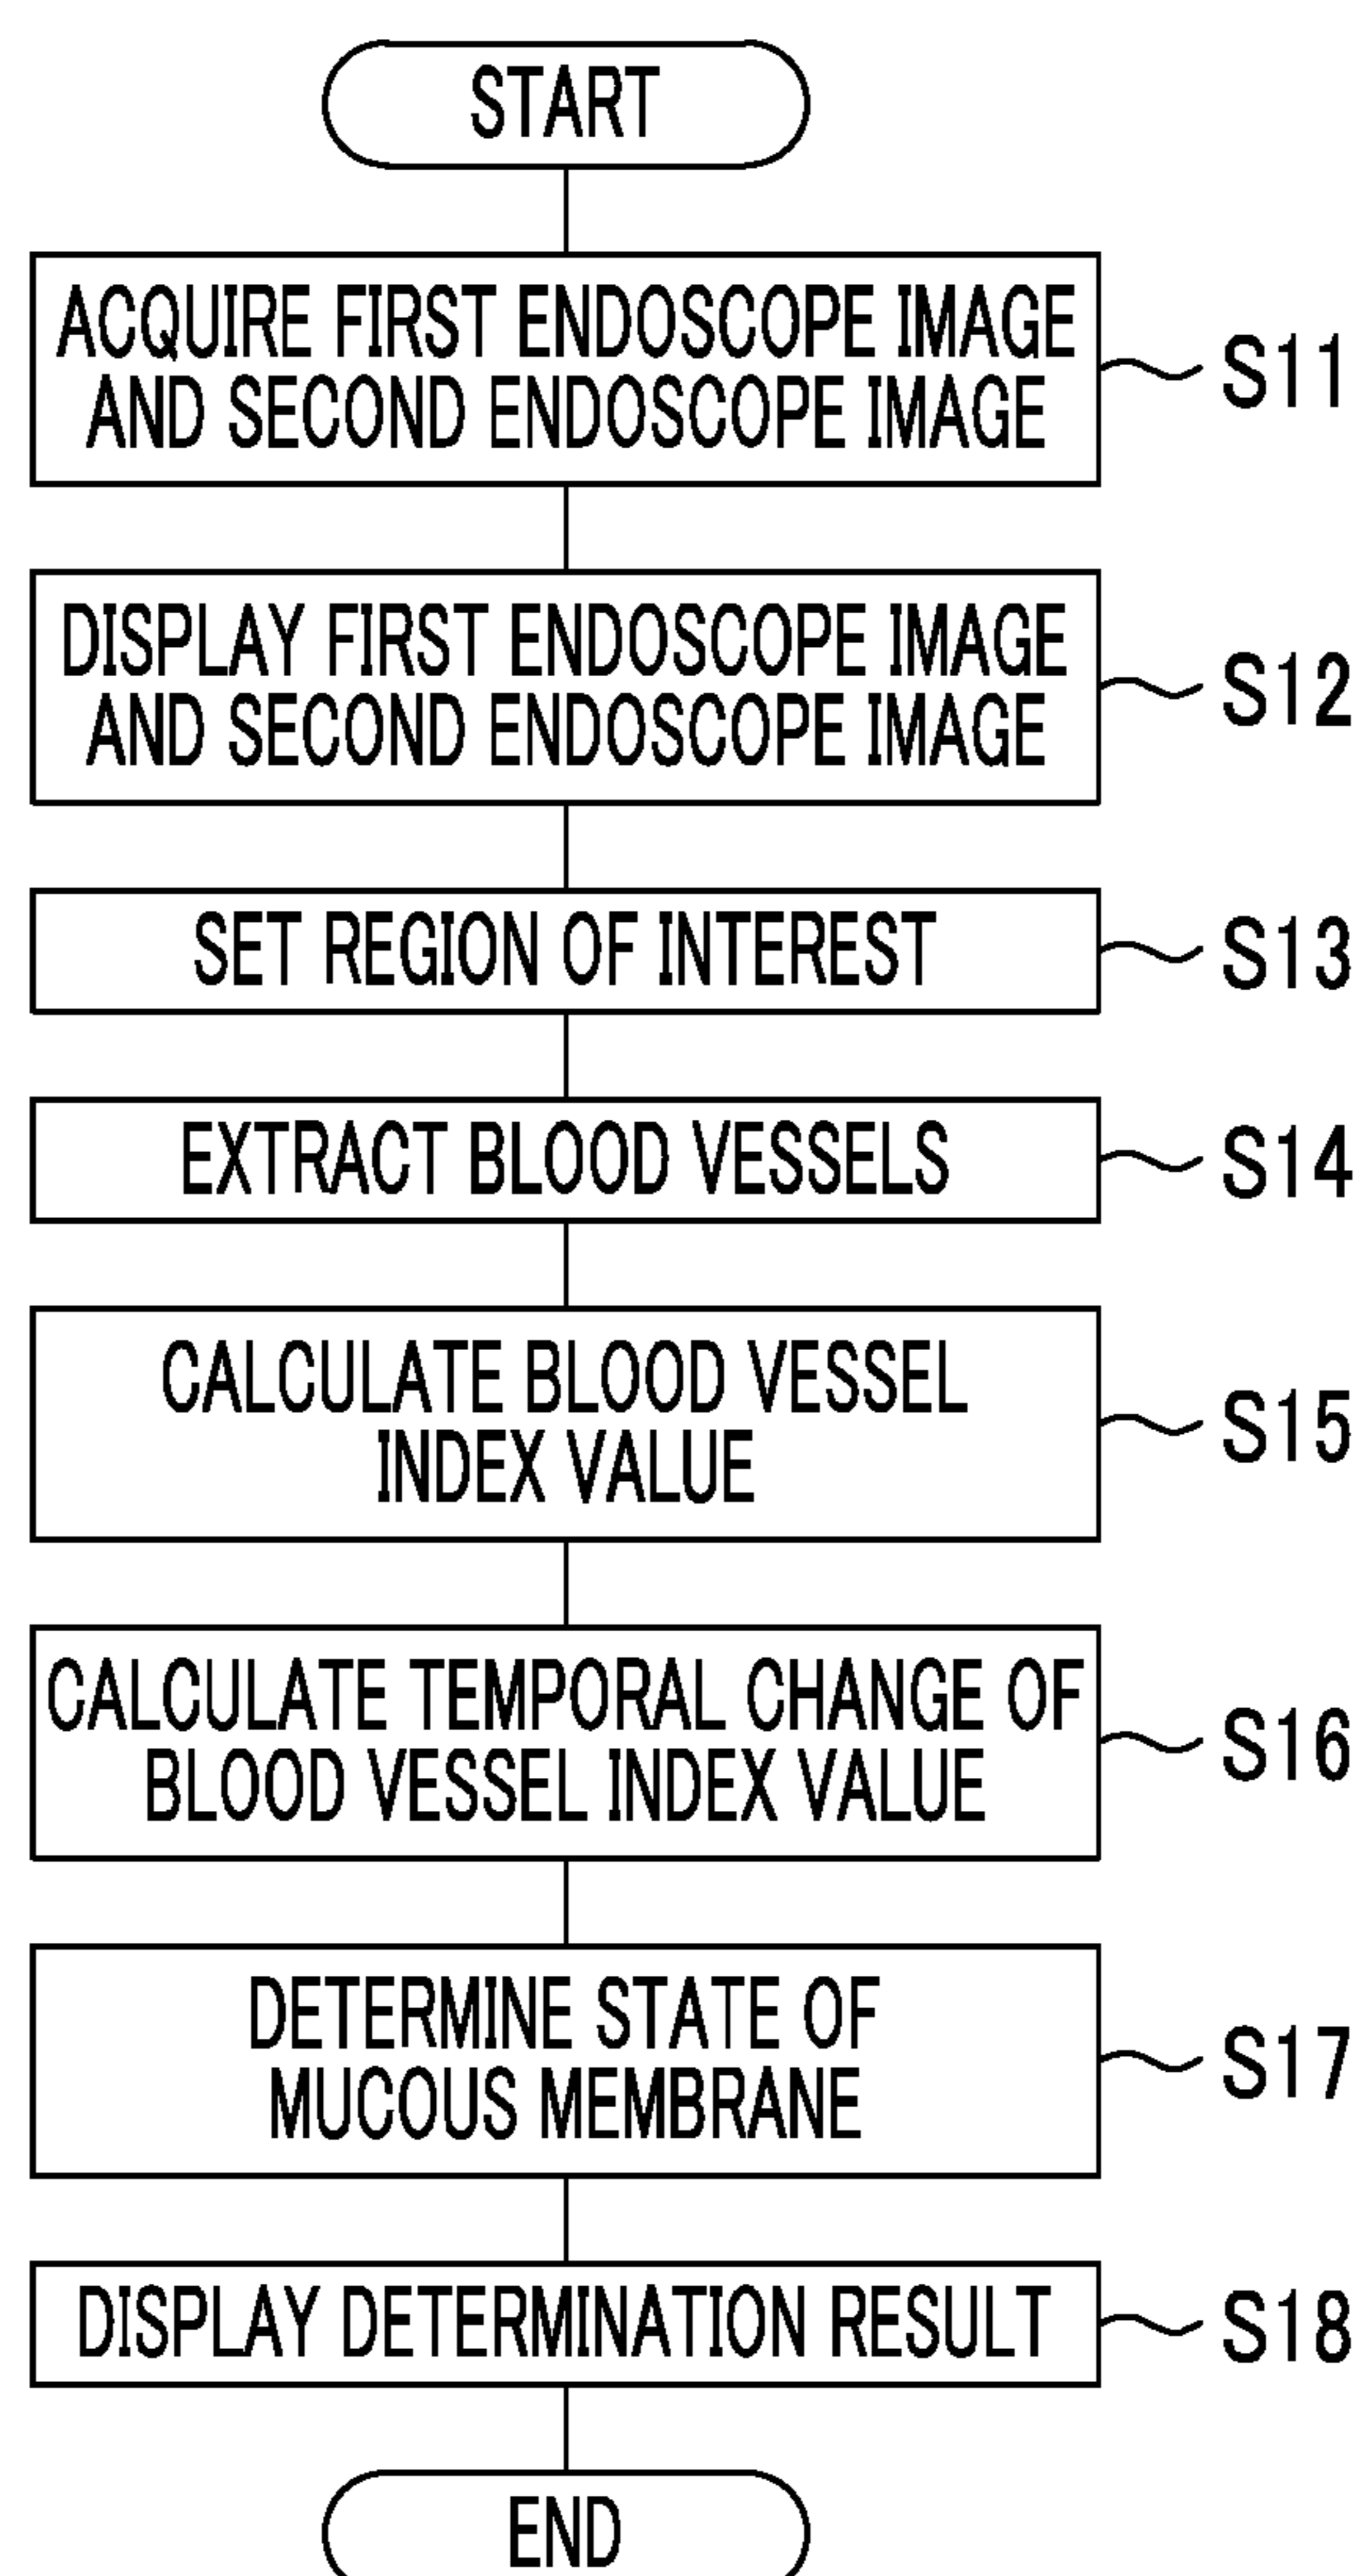 START
ACQUIRE FIRST ENDOSCOPE IMAGE
AND SECOND ENDOSCOPE IMAGE
S11
DISPLAY FIRST ENDOSCOPE IMAGE
AND SECOND ENDOSCOPE IMAGE
S12
SET REGION OF INTEREST
S13
EXTRACT BLOOD VESSELS
S14
CALCULATE BLOOD VESSEL
INDEX VALUE
S15
CALCULATE TEMPORAL CHANGE OF
BLOOD VESSEL INDEX VALUE
S16
DETERMINE STATE OF
MUCOUS MEMBRANE
S17
DISPLAY DETERMINATION RESULT
S18
END